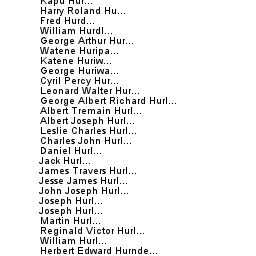 Kapu Hur...
Harry Roland Hu...
Fred Hurd...
William Hurdl...
George Arthur Hur...
Watene Huripa...
Katene Huriw...
George Huriwa...
Cyril Percy Hur...
Leonard Walter Hur...
George Albert Richard Hurl...
Albert Tremain Hurl...
Albert Joseph Hurl...
Leslie Charles Hurl...
Charles John Hurl...
Daniel Hurl...
Jack Hurl...
James Travers Hurl...
Jesse James Hurl...
John Joseph Hurl...
Joseph Hurl...
Joseph Hurl...
Martin Hurl...
Reginald Victor Hurl...
William Hurl...
Herbert Edward Hurnde...